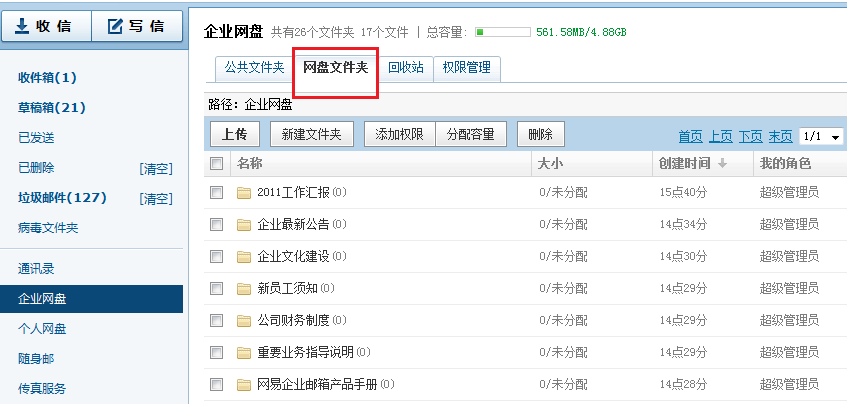 收 信 写 信
收件箱(1)
草稿箱(21)
已发送
已删除 [清空]
垃圾邮件(127) [清空]
病毒文件夹
通讯录
企业网盘
个人网盘
随身邮
传真服务
企业网盘 共有26个文件夹 17个文件 | 总容量: 561.58MB/4.88GB
公共文件夹 网盘文件夹 回收站 权限管理
路径: 企业网盘
上传 新建文件夹 添加权限 分配容量 删除 首页 上页 下页 末页 1/1
名称 大小 创建时间 我的角色
2011工作汇报(0) 0/未分配 15点40分 超级管理员
企业最新公告(0) 0/未分配 14点34分 超级管理员
企业文化建设(0) 0/未分配 14点30分 超级管理员
新员工须知(0) 0/未分配 14点29分 超级管理员
公司财务制度(0) 0/未分配 14点29分 超级管理员
重要业务指导说明(0) 0/未分配 14点29分 超级管理员
网易企业邮箱产品手册(0) 0/未分配 14点28分 超级管理员